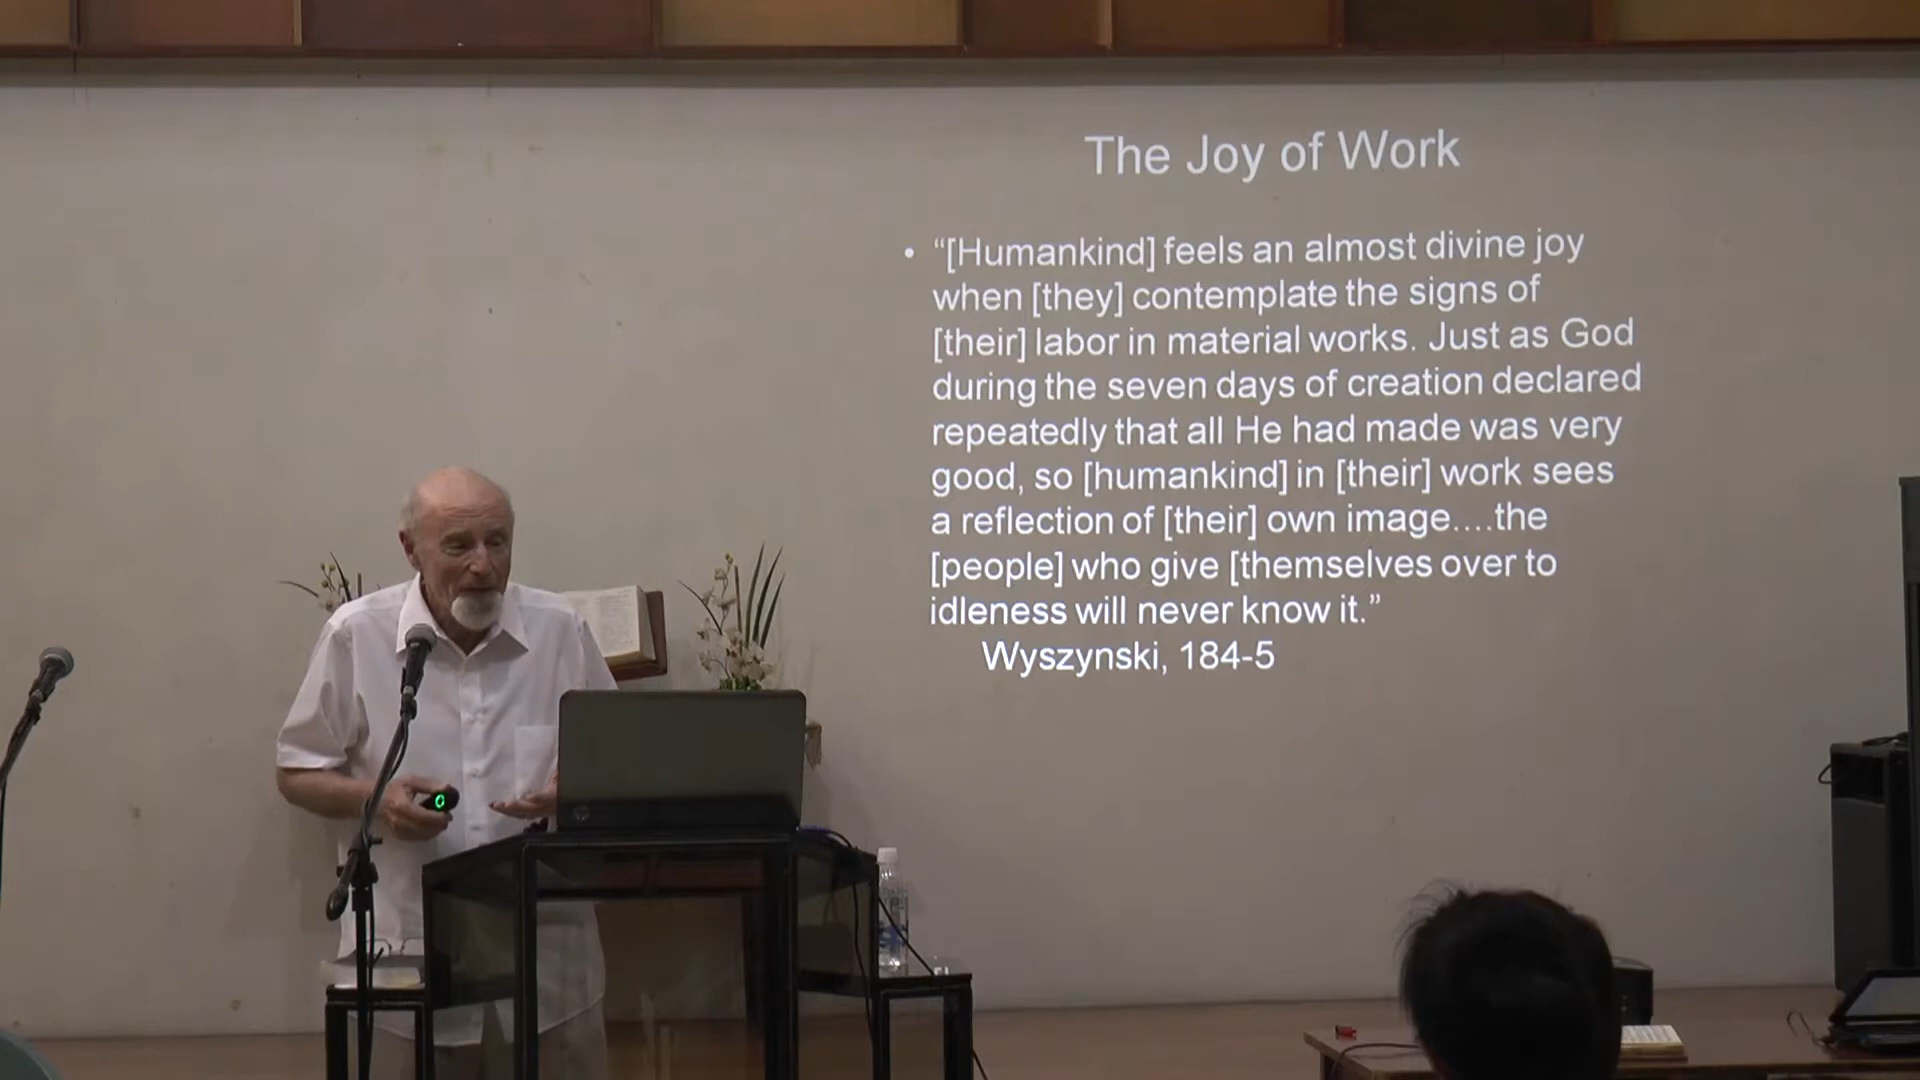 The Joy of Work
• “[Humankind] feels an almost divine joy
when [they] contemplate the signs of
[their] labor in material works. Just as God
during the seven days of creation declared
repeatedly that all He had made was very
good, so [humankind] in [their] work sees
a reflection of [their] own image....the
[people] who give [themselves over to
idleness will never know it.”
Wyszynski, 184-5